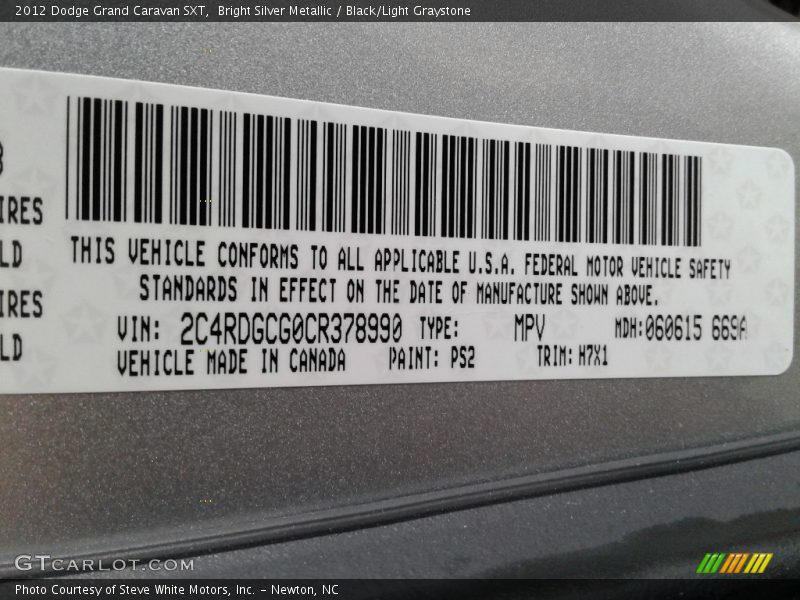 2012 Dodge Grand Caravan SXT, Bright Silver Metallic / Black/Light Graystone
IRES
LD
IRES
LD
THIS VEHICLE CONFORMS TO ALL APPLICABLE U.S.A. FEDERAL MOTOR VEHICLE SAFETY
STANDARDS IN EFFECT ON THE DATE OF MANUFACTURE SHOWN ABOVE.
VIN: 2C4RDGCG0CR378990 TYPE: MPV MDH:060615 669A
VEHICLE MADE IN CANADA PAINT: PS2 TRIM: H7X1
GTCARLOT.COM
Photo Courtesy of Steve White Motors, Inc. – Newton, NC